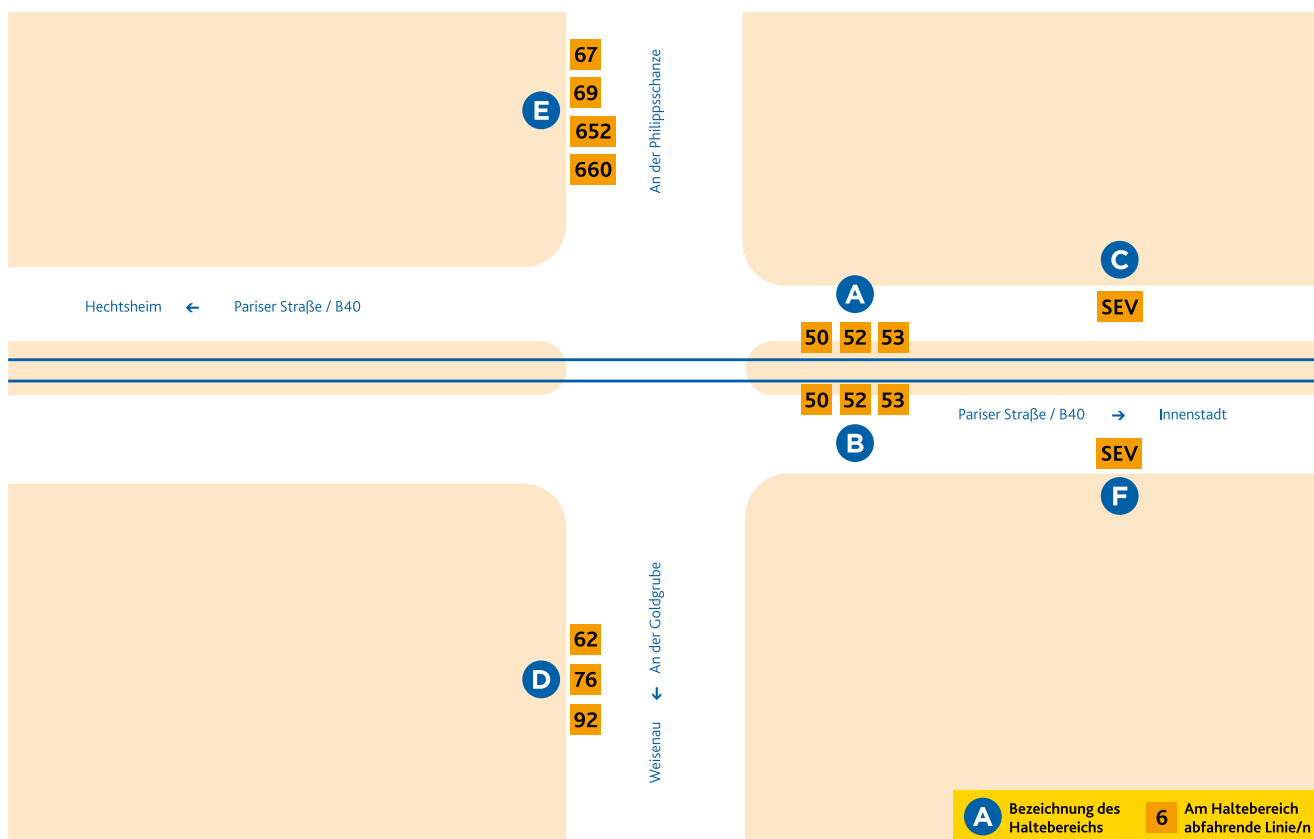 67
69
E
652
660
An der Philippsschanze
C
SEV
Hechtsheim ← Pariser Straße / B40
A
50 52 53
50 52 53
Pariser Straße / B40 → Innenstadt
B
SEV
F
62
D
76
92
Weisenau ← An der Goldgrube
A Bezeichnung des
Haltebereichs
6 Am Haltebereich
abfahrende Linie/n